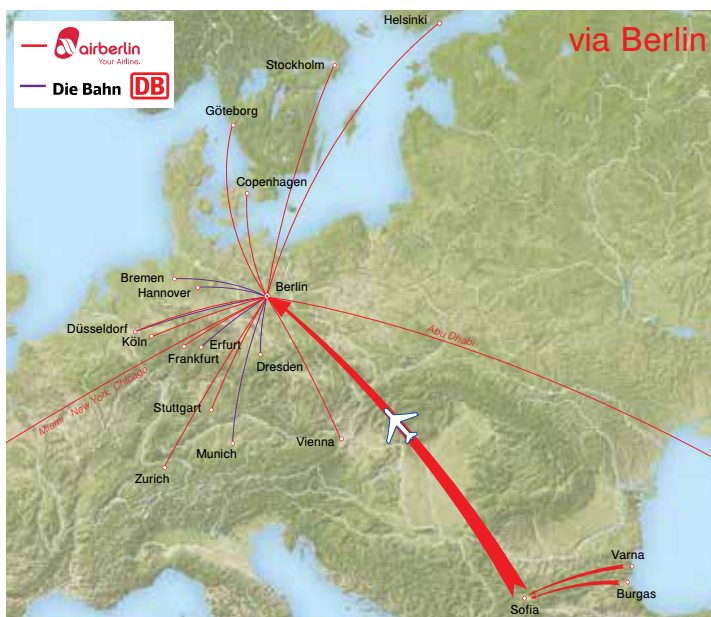 airberlin
Your Airline.
Die Bahn DB
via Berlin
Helsinki
Stockholm
Göteborg
Copenhagen
Bremen
Hannover
Berlin
Düsseldorf
Köln
Erfurt
Frankfurt
Dresden
Abu Dhabi
Miami New York Chicago
Stuttgart
Munich
Vienna
Zurich
Varna
Burgas
Sofia